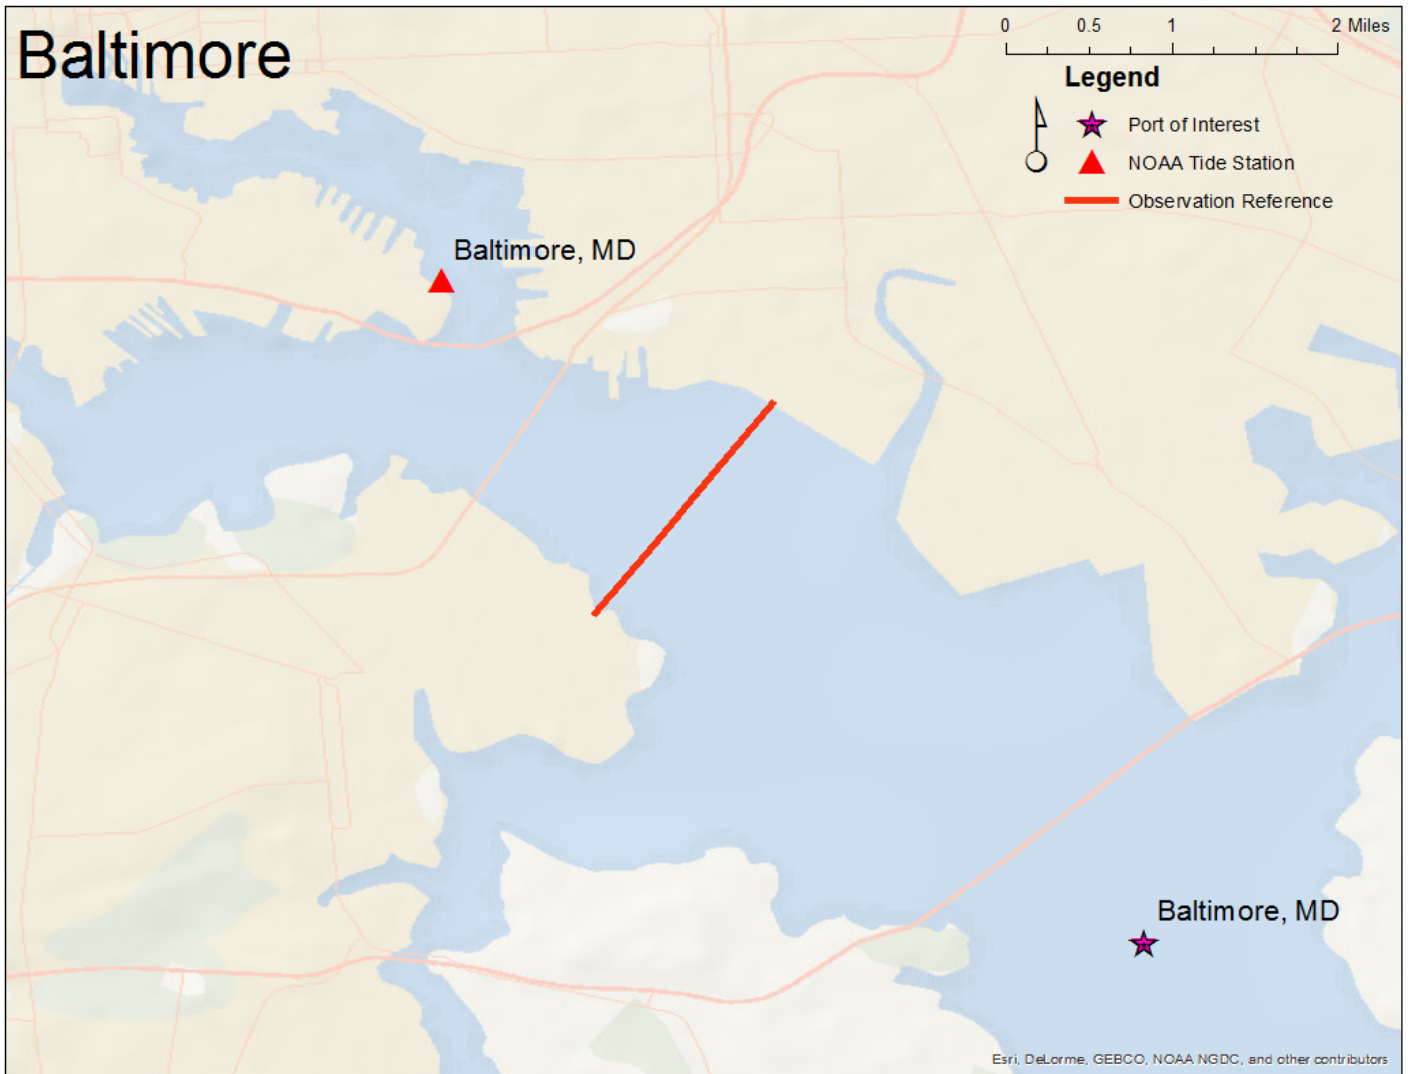 Baltimore
0 0.5 1 2 Miles
Legend
Port of Interest
NOAA Tide Station
Observation Reference
Baltimore, MD
Baltimore, MD
Esri, DeLorme, GEBCO, NOAA NGDC, and other contributors